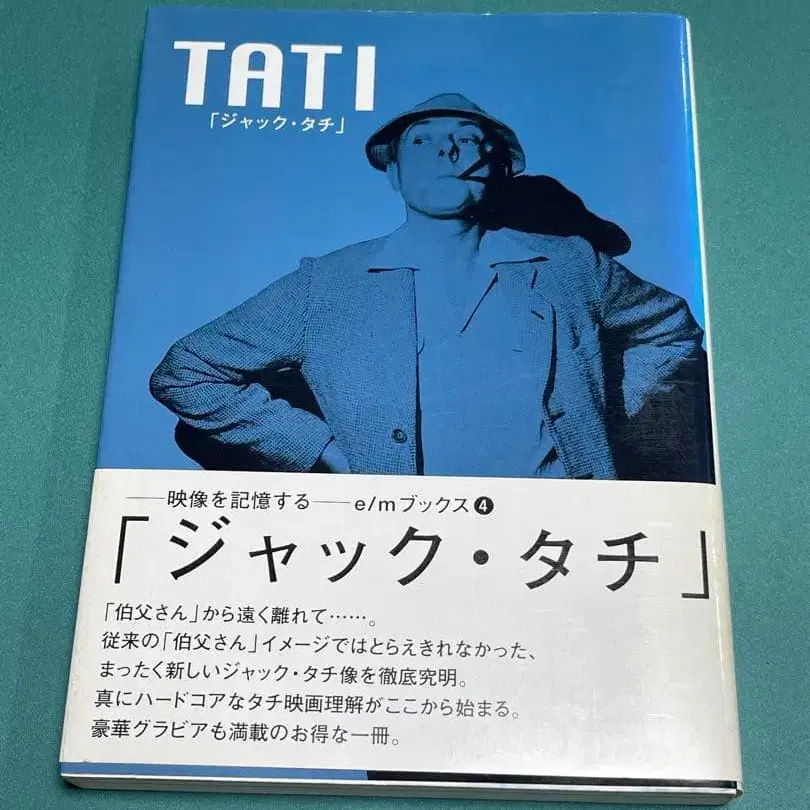 TATI
「ジャック・タチ」
──映像を記憶する──e/mブックス❹
「ジャック・タチ」
「伯父さん」から遠く離れて……。
従来の「伯父さん」イメージではとらえきれなかった、
まったく新しいジャック・タチ像を徹底究明。
真にハードコアなタチ映画理解がここから始まる。
豪華グラビアも満載のお得な一冊。